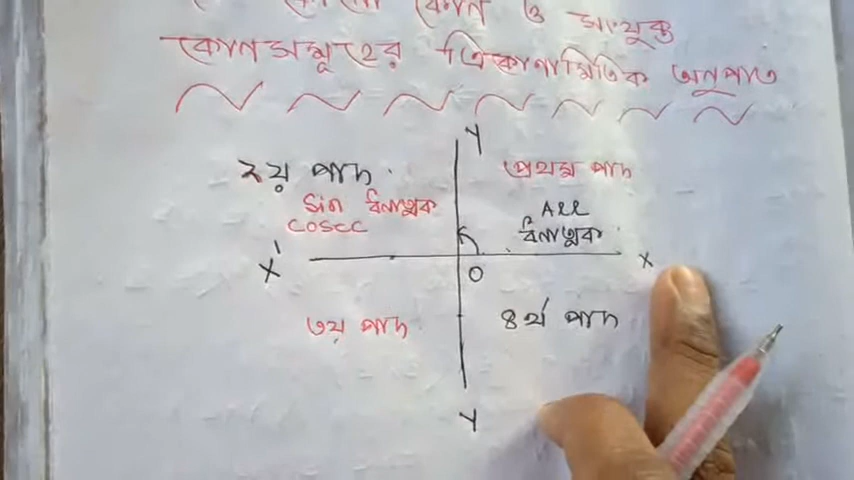 কোণ ও সংযুক্ত
কোণসমূহের ত্রিকোণমিতিক অনুপাত
Y
২য় পাদ প্রথম পাদ
Sin ধনাত্মক All
cosec ধনাত্মক
X' O X
৩য় পাদ ৪র্থ পাদ
Y